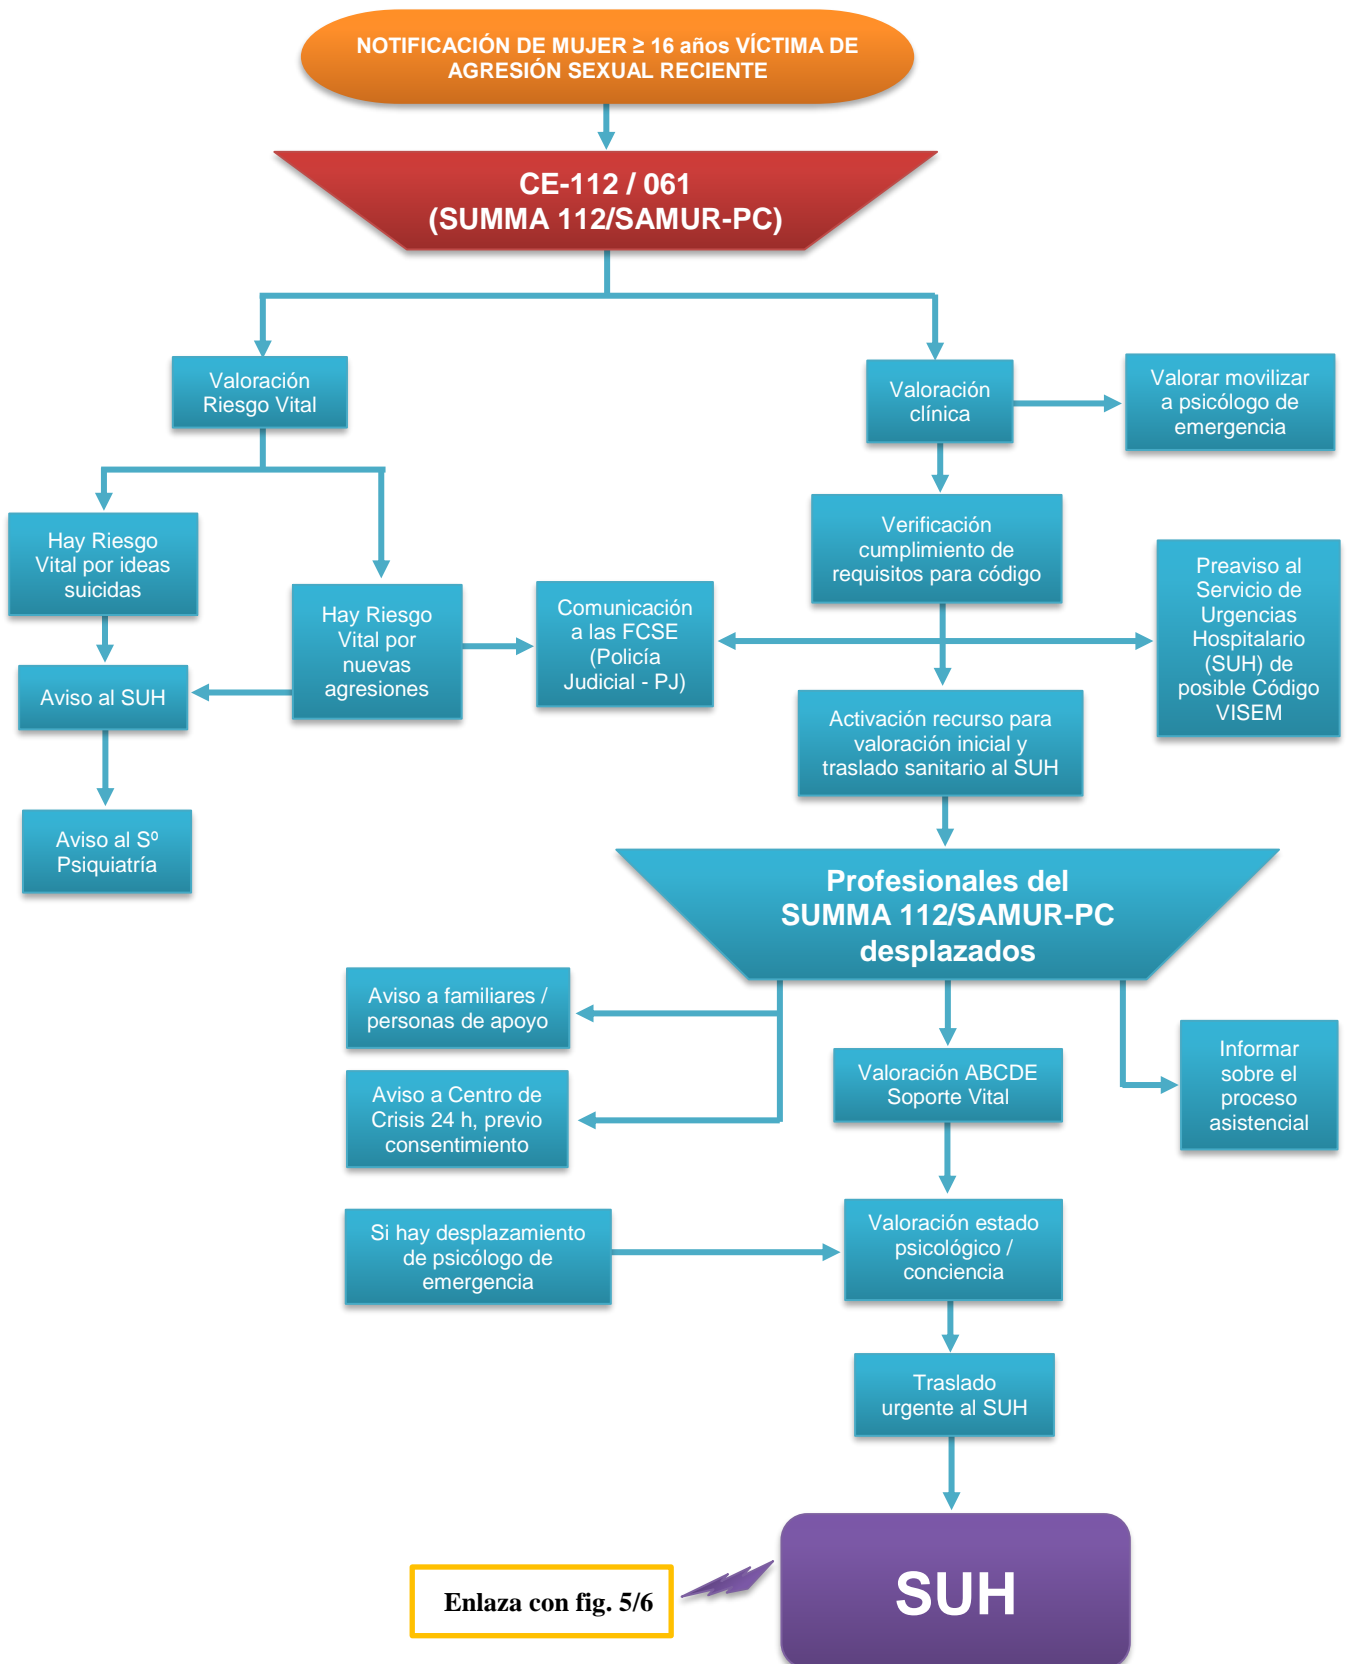 NOTIFICACIÓN DE MUJER ≥ 16 años VÍCTIMA DE
AGRESIÓN SEXUAL RECIENTE
CE-112 / 061
(SUMMA 112/SAMUR-PC)
Valoración
Riesgo Vital
Valoración
clínica
Valorar movilizar
a psicólogo de
emergencia
Hay Riesgo
Vital por ideas
suicidas
Hay Riesgo
Vital por
nuevas
agresiones
Comunicación
a las FCSE
(Policía
Judicial - PJ)
Verificación
cumplimiento de
requisitos para código
Preaviso al
Servicio de
Urgencias
Hospitalario
(SUH) de
posible Código
VISEM
Aviso al SUH
Activación recurso para
valoración inicial y
traslado sanitario al SUH
Aviso al Sº
Psiquiatría
Profesionales del
SUMMA 112/SAMUR-PC
desplazados
Aviso a familiares /
personas de apoyo
Aviso a Centro de
Crisis 24 h, previo
consentimiento
Valoración ABCDE
Soporte Vital
Informar
sobre el
proceso
asistencial
Si hay desplazamiento
de psicólogo de
emergencia
Valoración estado
psicológico /
conciencia
Traslado
urgente al SUH
Enlaza con fig. 5/6
SUH